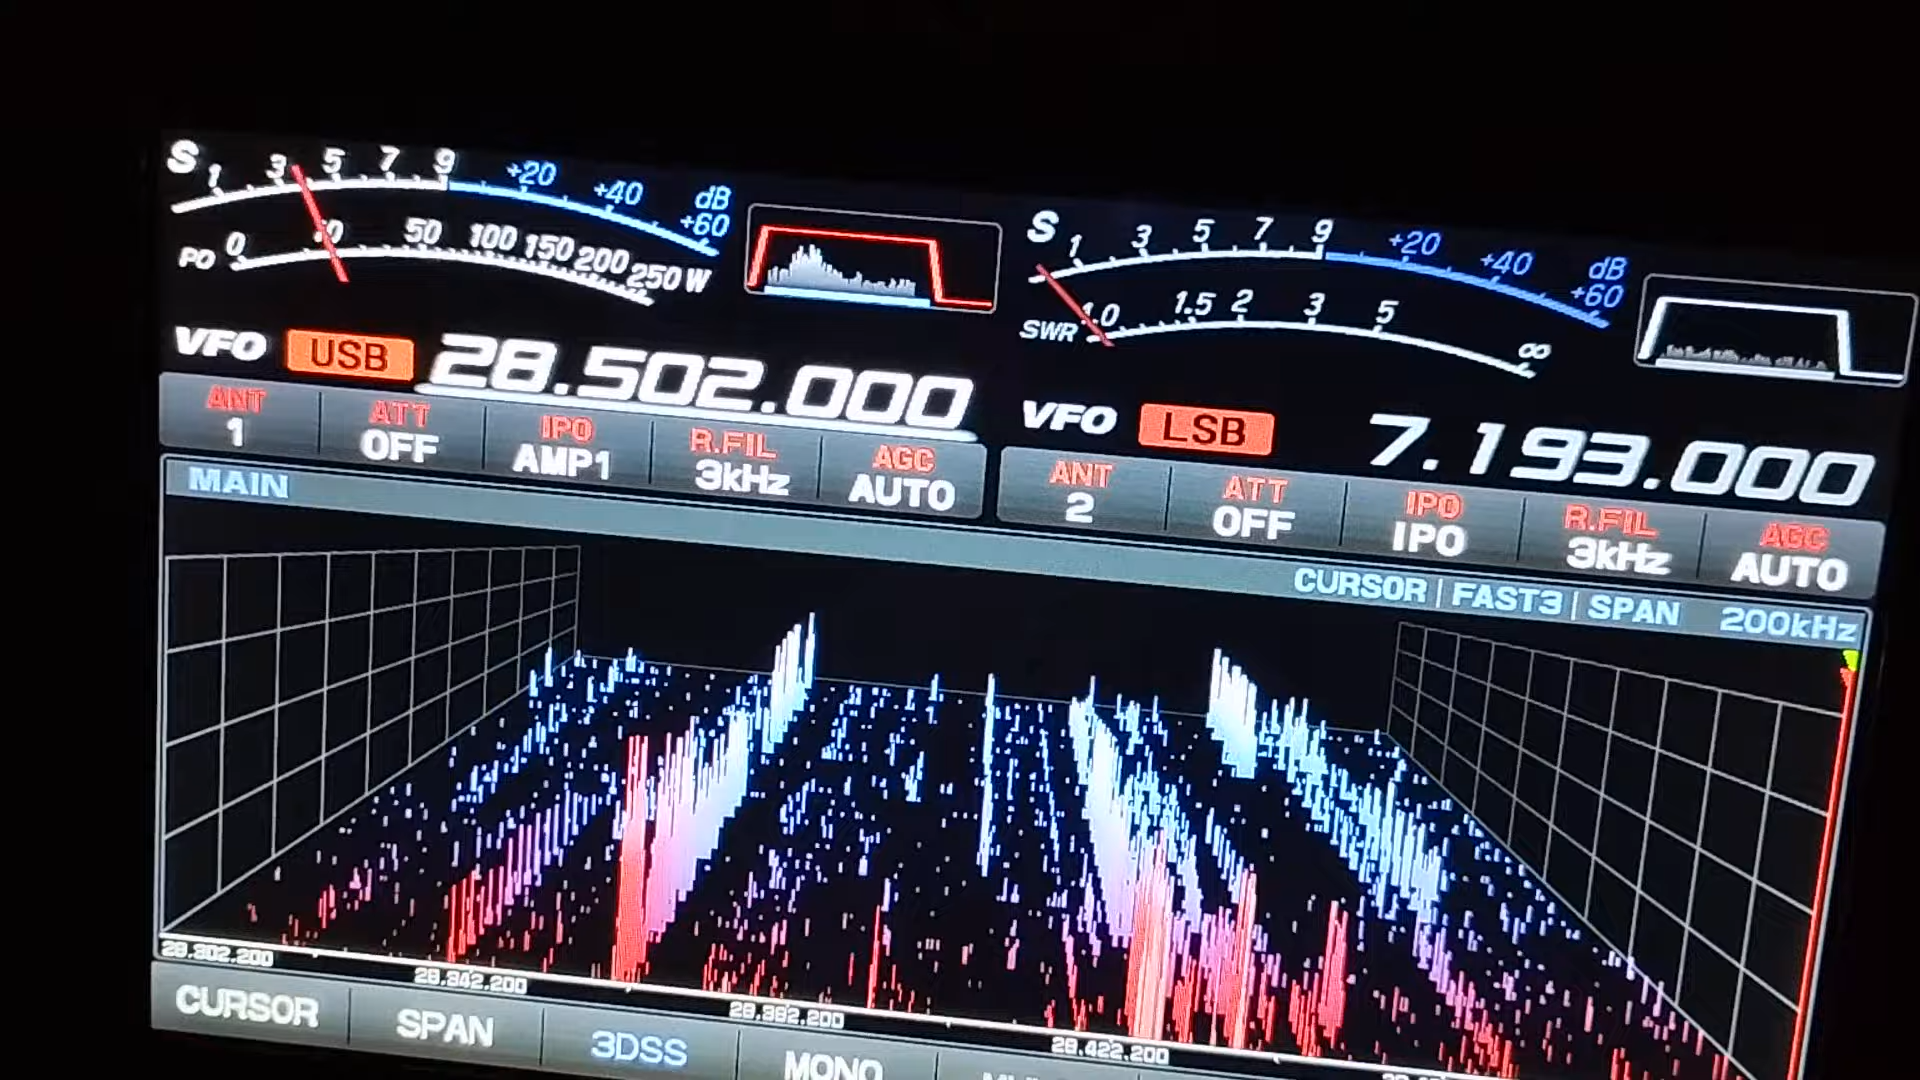 S 1 3 5 7 9 +20 +40 dB +60
PO 0 10 50 100 150 200 250 W
VFO USB 28.502.000
ANT ATT IPO R.FIL AGC
1 OFF AMP1 3kHz AUTO
S 1 3 5 7 9 +20 +40 dB +60
SWR 1.0 1.5 2 3 5 ∞
VFO LSB 7.193.000
ANT ATT IPO R.FIL AGC
2 OFF IPO 3kHz AUTO
MAIN
CURSOR | FAST3 | SPAN 200kHz
28.302.200 28.342.200 28.382.200 28.422.200
CURSOR SPAN 3DSS MONO